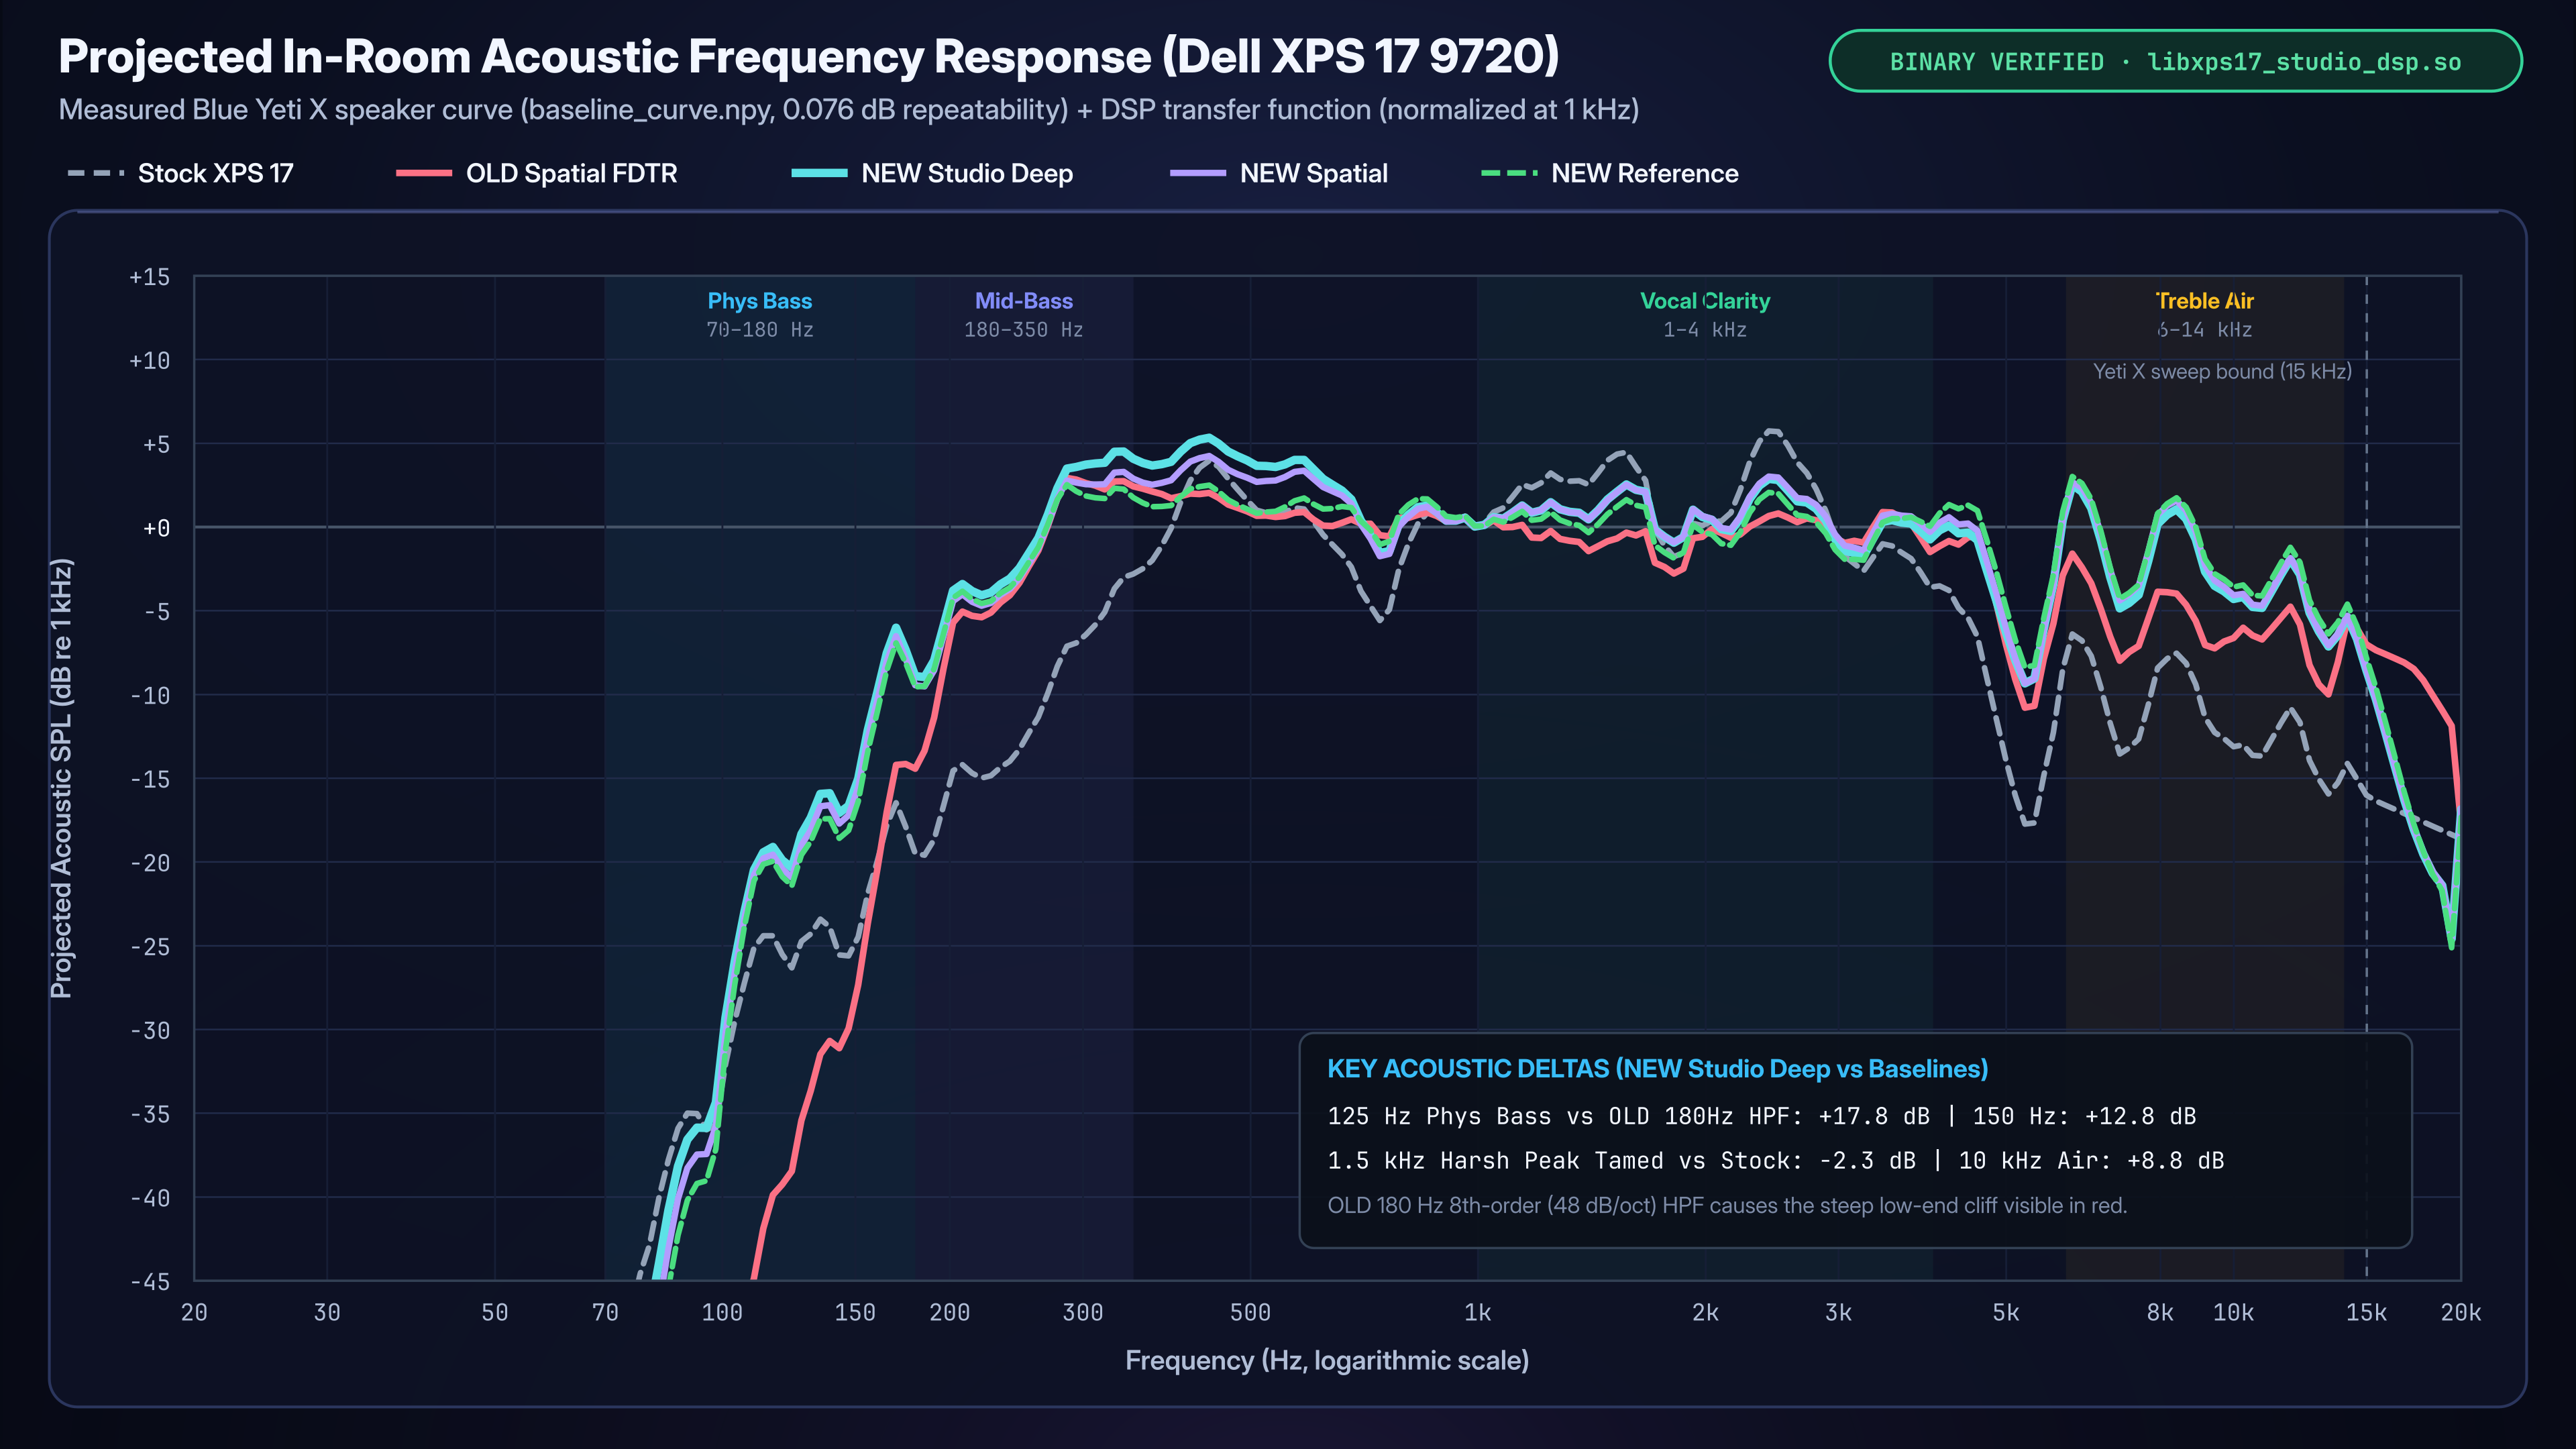 Projected In-Room Acoustic Frequency Response (Dell XPS 17 9720)
BINARY VERIFIED · libxps17_studio_dsp.so
Measured Blue Yeti X speaker curve (baseline_curve.npy, 0.076 dB repeatability) + DSP transfer function (normalized at 1 kHz)
Stock XPS 17
OLD Spatial FDTR
NEW Studio Deep
NEW Spatial
NEW Reference
Phys Bass
70–180 Hz
Mid-Bass
180–350 Hz
Vocal Clarity
1–4 kHz
Treble Air
6–14 kHz
Yeti X sweep bound (15 kHz)
Projected Acoustic SPL (dB re 1 kHz)
+15
+10
+5
+0
-5
-10
-15
-20
-25
-30
-35
-40
-45
KEY ACOUSTIC DELTAS (NEW Studio Deep vs Baselines)
125 Hz Phys Bass vs OLD 180Hz HPF: +17.8 dB | 150 Hz: +12.8 dB
1.5 kHz Harsh Peak Tamed vs Stock: -2.3 dB | 10 kHz Air: +8.8 dB
OLD 180 Hz 8th-order (48 dB/oct) HPF causes the steep low-end cliff visible in red.
20 30 50 70 100 150 200 300 500 1k 2k 3k 5k 8k 10k 15k 20k
Frequency (Hz, logarithmic scale)